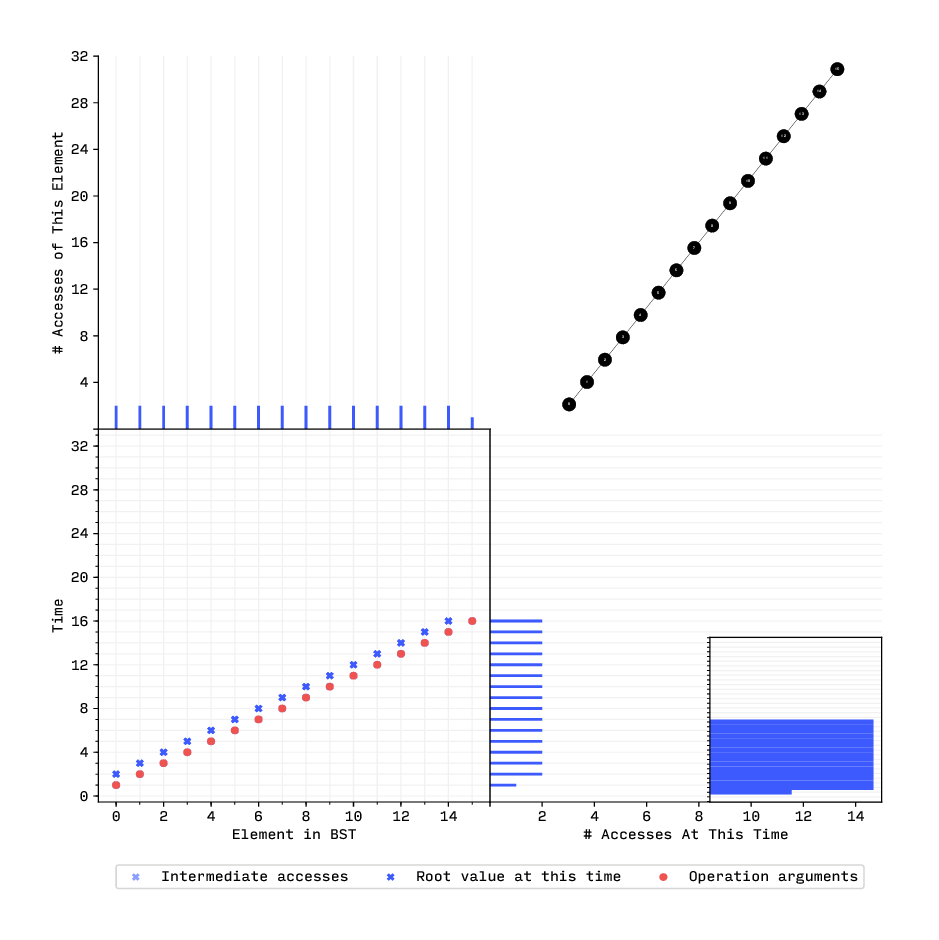 32
28
24
20
16
12
8
4
# Accesses of This Element
32
28
24
20
16
12
8
4
0
Time
0 2 4 6 8 10 12 14
Element in BST
2 4 6 8 10 12 14
# Accesses At This Time
Intermediate accesses
Root value at this time
Operation arguments